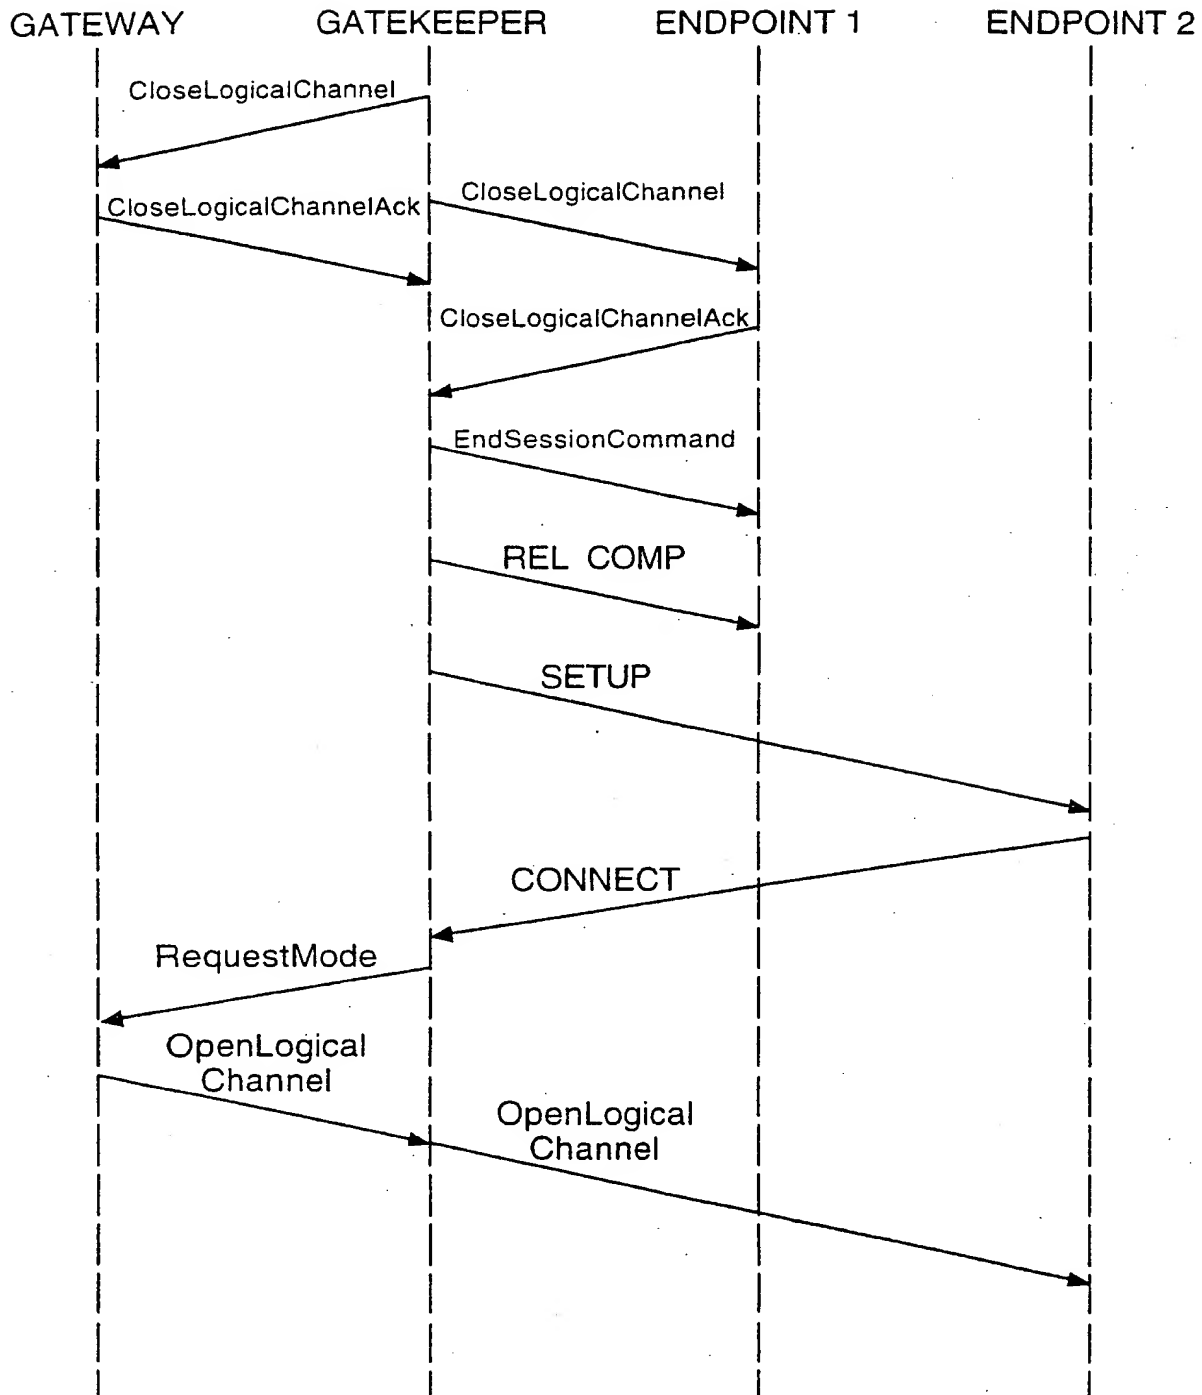 GATEWAY GATEKEEPER ENDPOINT 1 ENDPOINT 2
CloseLogicalChannel
CloseLogicalChannel
CloseLogicalChannelAck
CloseLogicalChannelAck
EndSessionCommand
REL COMP
SETUP
CONNECT
RequestMode
OpenLogical
Channel
OpenLogical
Channel